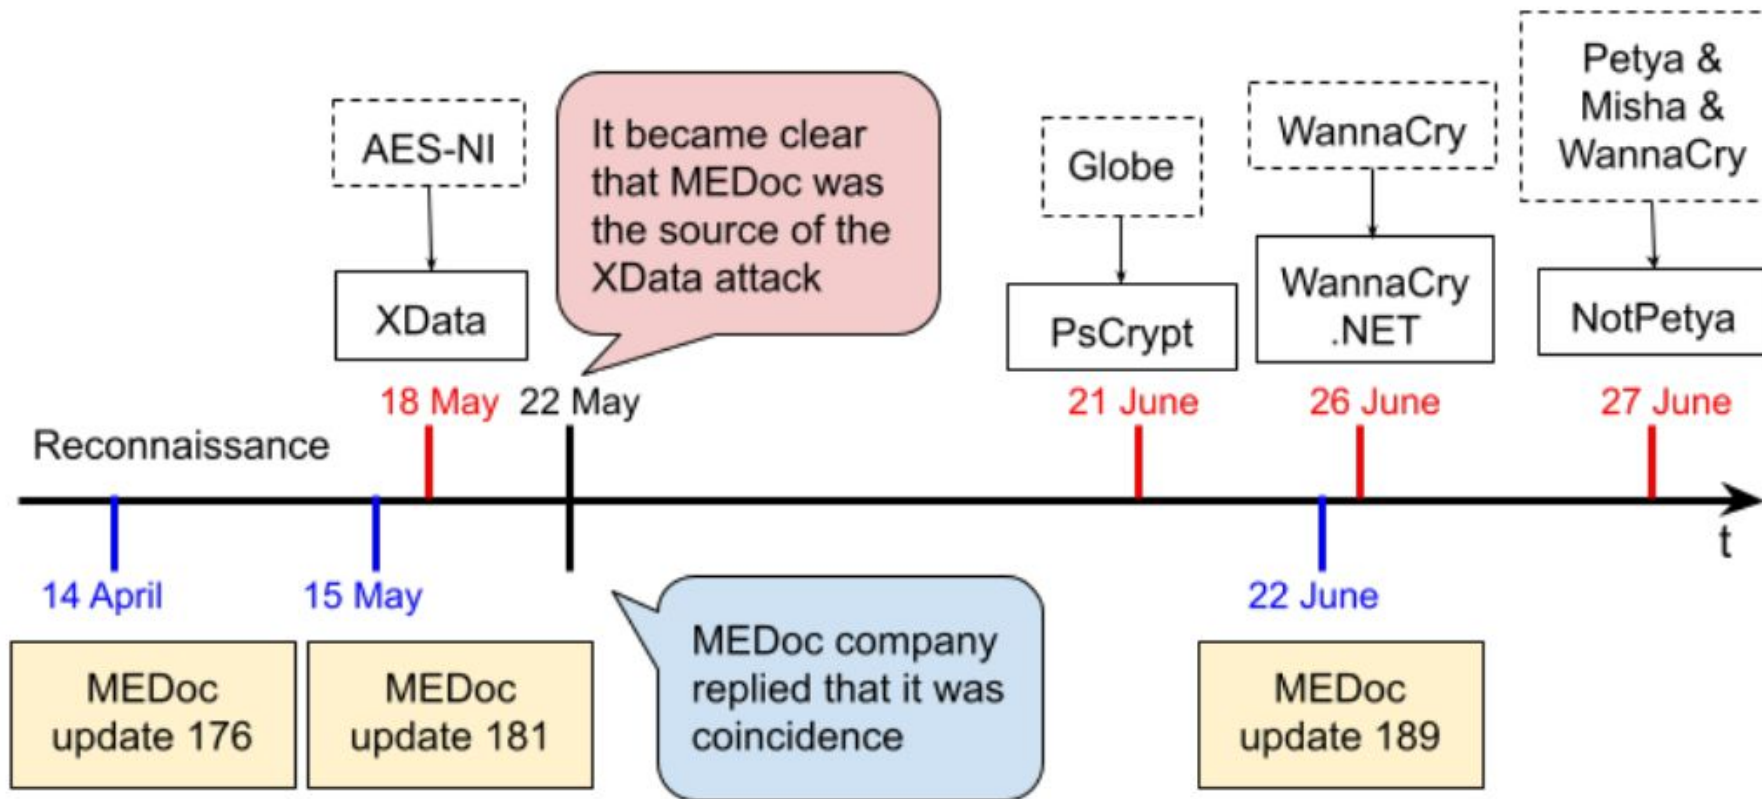 AES-NI
XData
It became clear
that MEDoc was
the source of the
XData attack
Globe
PsCrypt
WannaCry
WannaCry
.NET
Petya &
Misha &
WannaCry
NotPetya
18 May
22 May
21 June
26 June
27 June
Reconnaissance
t
14 April
15 May
22 June
MEDoc
update 176
MEDoc
update 181
MEDoc company
replied that it was
coincidence
MEDoc
update 189